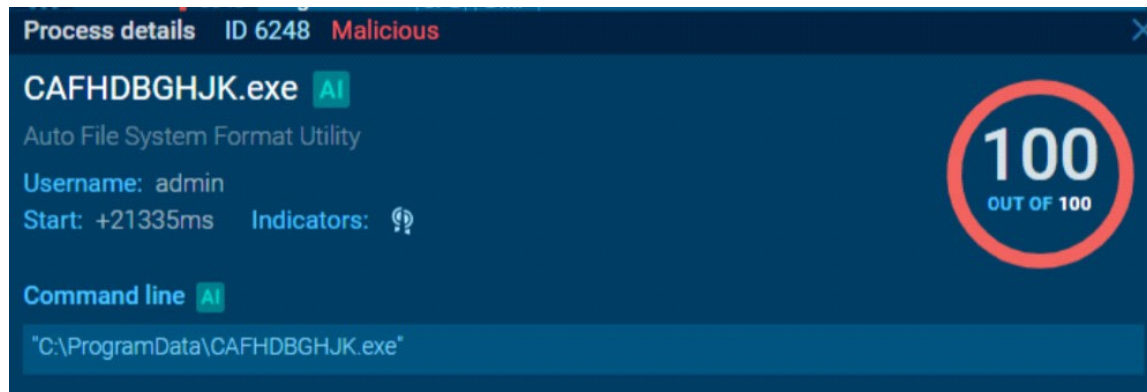 Process details ID 6248 Malicious
CAFHDBGHJK.exe AI
Auto File System Format Utility
100
OUT OF 100
Username: admin
Start: +21335ms Indicators:
Command line AI
"C:\ProgramData\CAFHDBGHJK.exe"